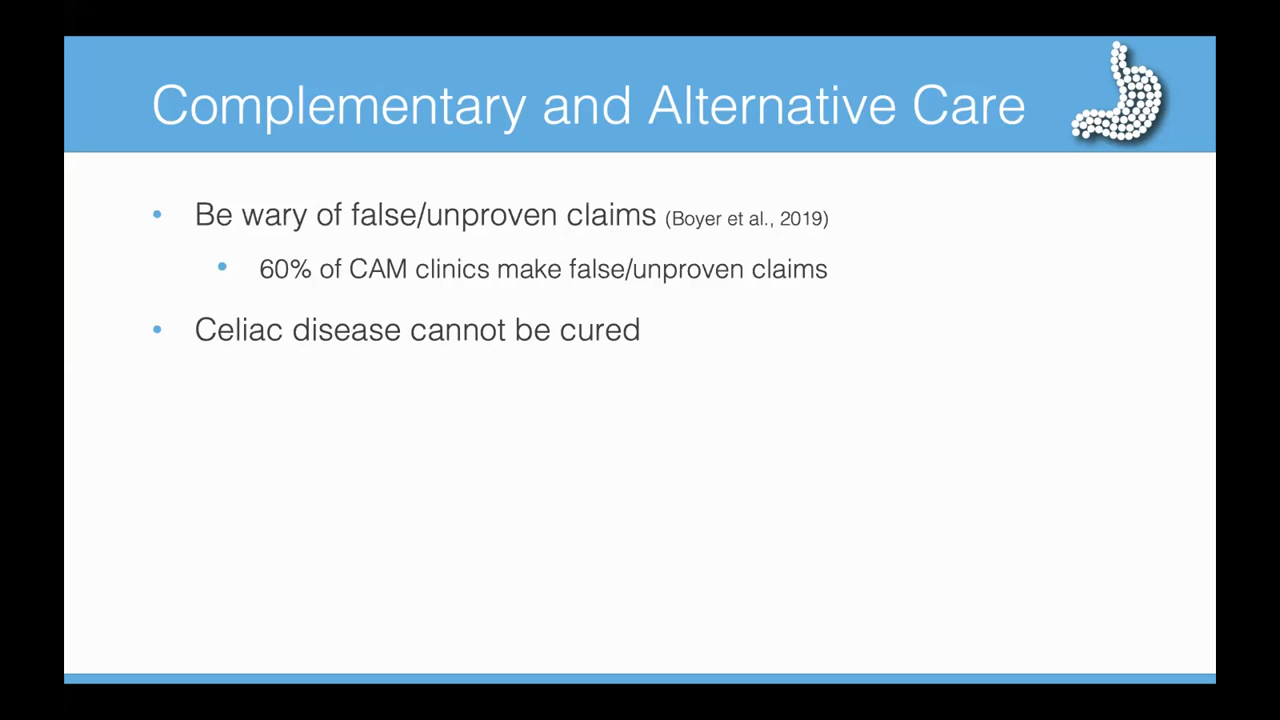 Complementary and Alternative Care
• Be wary of false/unproven claims (Boyer et al., 2019)
• 60% of CAM clinics make false/unproven claims
• Celiac disease cannot be cured